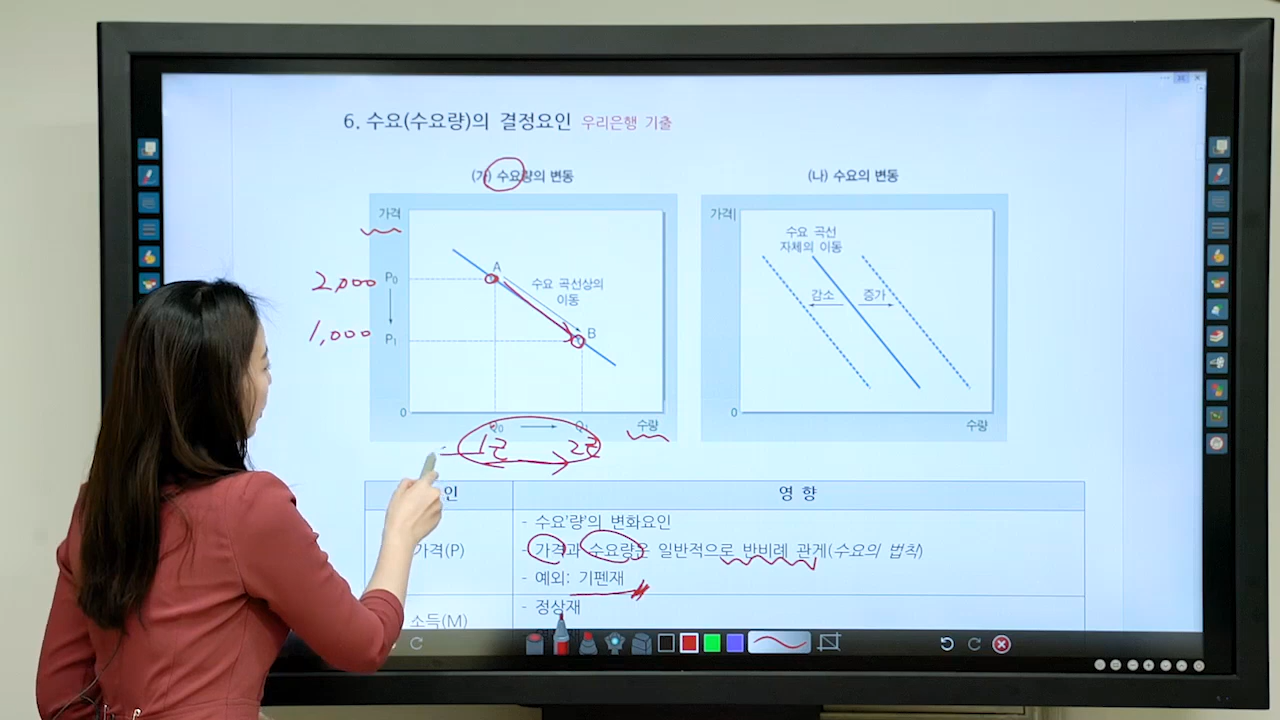 6. 수요(수요량)의 결정요인 우리은행 기출
(가) 수요량의 변동
가격
2,000 P₀
1,000 P₁
A
수요 곡선상의
이동
B
0
Q₀
수량
1 2
(나) 수요의 변동
가격
수요 곡선
자체의 이동
감소 증가
0
수량
인 영 향
가격(P)
- 수요'량'의 변화요인
- 가격과 수요량은 일반적으로 반비례 관게(수요의 법칙)
- 예외: 기펜재
소득(M)
- 정상재